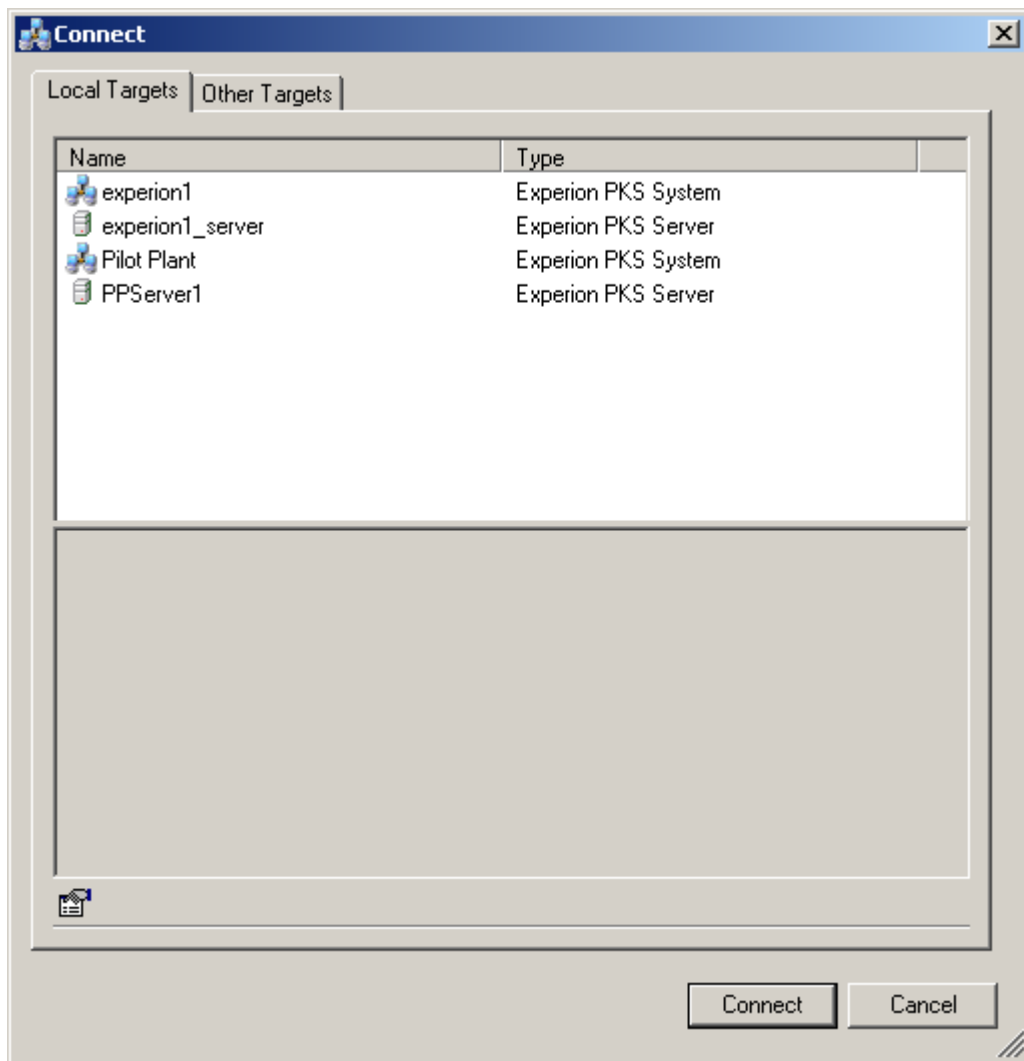 Connect
Local Targets Other Targets
Name Type
experion1 Experion PKS System
experion1_server Experion PKS Server
Pilot Plant Experion PKS System
PPServer1 Experion PKS Server
Connect Cancel